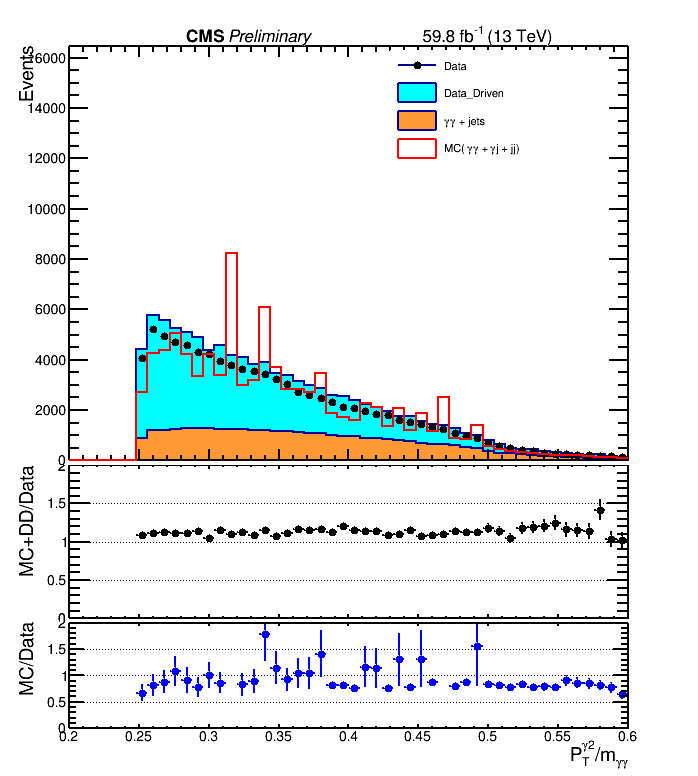 CMS Preliminary 59.8 fb⁻¹ (13 TeV)
Events
16000
14000
12000
10000
8000
6000
4000
2000
0
Data
Data_Driven
γγ + jets
MC( γγ + γj + jj)
MC+DD/Data
2
1.5
1
0.5
0
MC/Data
2
1.5
1
0.5
0
0.2 0.25 0.3 0.35 0.4 0.45 0.5 0.55 0.6
P_T^γ2/m_γγ